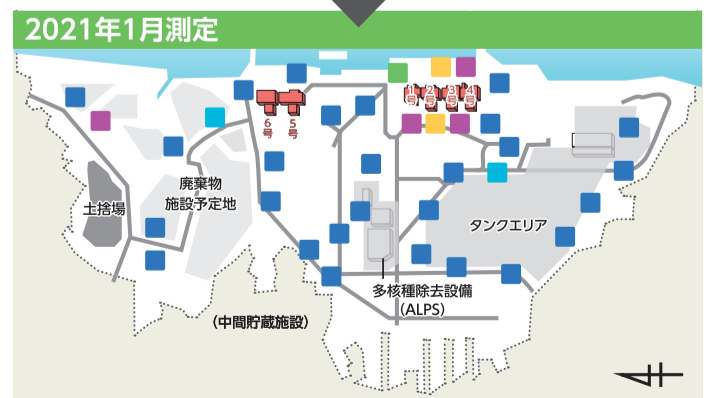 2021年1月測定
1号
2号
3号
4号
6号
5号
廃棄物
施設予定地
土捨場
タンクエリア
多核種除去設備
(ALPS)
(中間貯蔵施設)